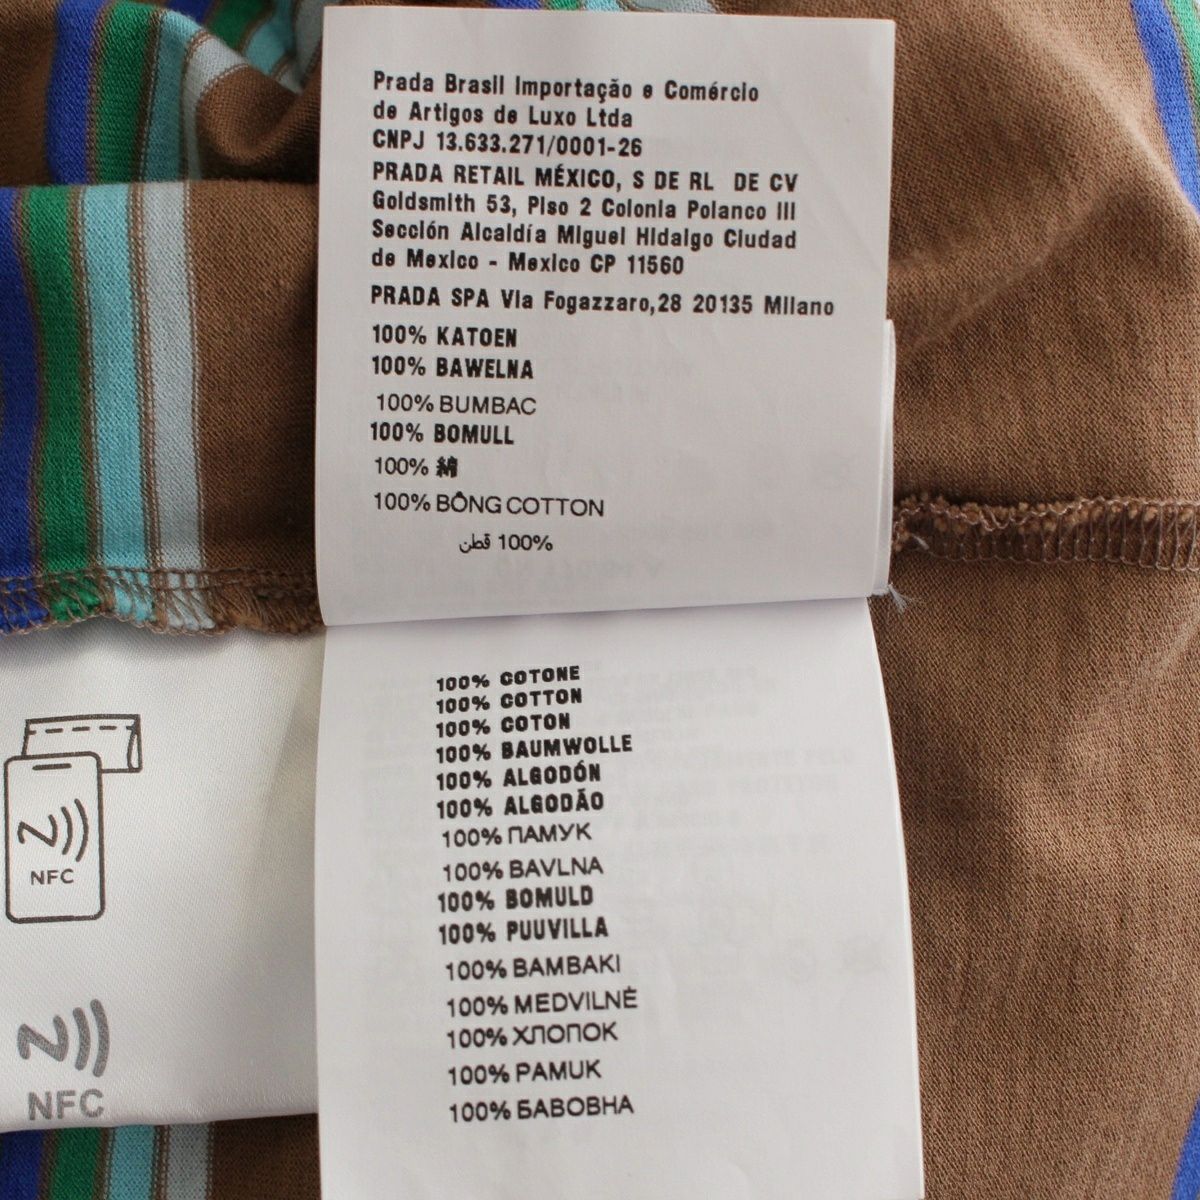 Prada Brasil Importação e Comércio
de Artigos de Luxo Ltda
CNPJ 13.633.271/0001-26
PRADA RETAIL MÉXICO, S DE RL DE CV
Goldsmith 53, Piso 2 Colonia Polanco III
Sección Alcaldía Miguel Hidalgo Ciudad
de Mexico - Mexico CP 11560
PRADA SPA Via Fogazzaro,28 20135 Milano
100% KATOEN
100% BAWELNA
100% BUMBAC
100% BOMULL
100% 綿
100% BÔNG COTTON
100% قطن
100% COTONE
100% COTTON
100% COTON
100% BAUMWOLLE
100% ALGODÓN
100% ALGODÃO
100% ПАМУК
100% BAVLNA
100% BOMULD
100% PUUVILLA
100% BAMBAKI
100% MEDVILNĖ
100% ХЛОПОК
100% PAMUK
100% БАВОВНА
NFC
NFC